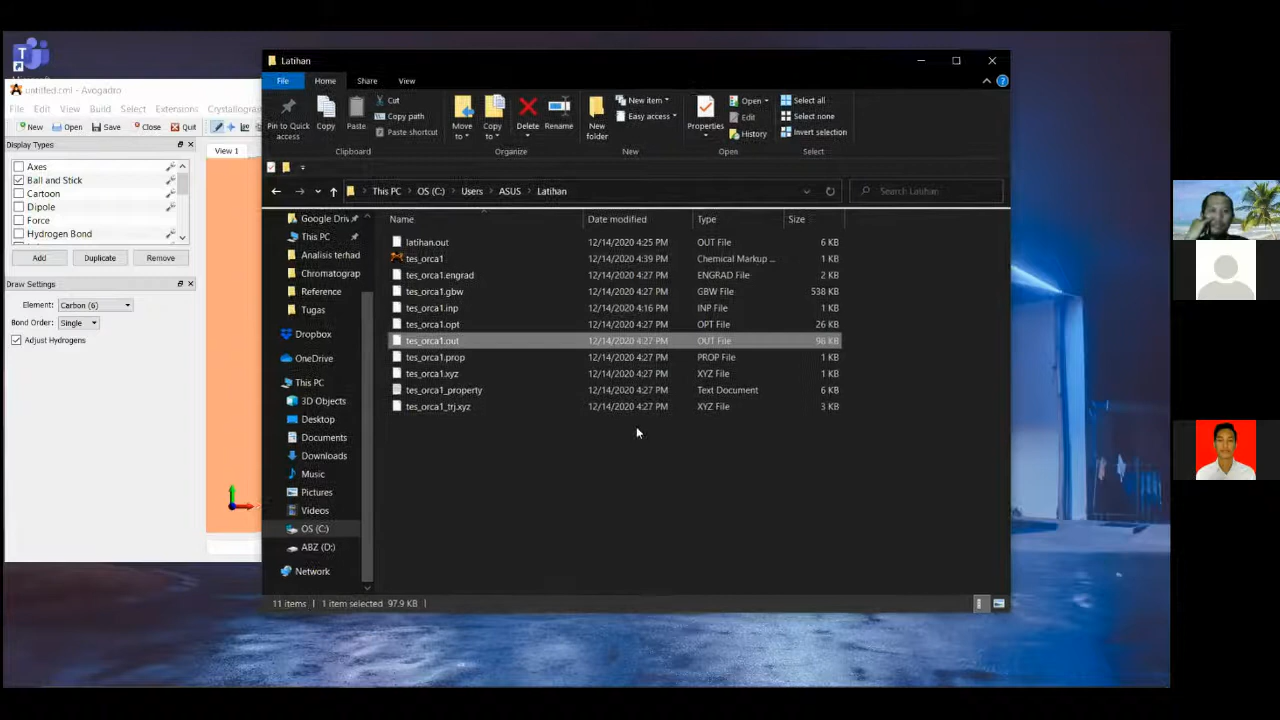 Latihan
untitled.cml - Avogadro
File Edit View Build Select Extensions Crystallogra
New Open Save Close Quit
Display Types
View 1
Axes
Ball and Stick
Cartoon
Dipole
Force
Hydrogen Bond
Add Duplicate Remove
Draw Settings
Element: Carbon (6)
Bond Order: Single
Adjust Hydrogens
File Home Share View
Pin to Quick access
Copy
Paste
Cut
Copy path
Paste shortcut
Clipboard
Move to
Copy to
Delete
Rename
Organize
New folder
New item
Easy access
New
Properties
Open
Edit
History
Open
Select all
Select none
Invert selection
Select
This PC OS (C:) Users ASUS Latihan
Search Latihan
Google Driv
This PC
Analisis terhad
Chromatograp
Reference
Tugas
Dropbox
OneDrive
This PC
3D Objects
Desktop
Documents
Downloads
Music
Pictures
Videos
OS (C:)
ABZ (D:)
Network
Name Date modified Type Size
latihan.out 12/14/2020 4:25 PM OUT File 6 KB
tes_orca1 12/14/2020 4:39 PM Chemical Markup ... 1 KB
tes_orca1.engrad 12/14/2020 4:27 PM ENGRAD File 2 KB
tes_orca1.gbw 12/14/2020 4:27 PM GBW File 538 KB
tes_orca1.inp 12/14/2020 4:16 PM INP File 1 KB
tes_orca1.opt 12/14/2020 4:27 PM OPT File 26 KB
tes_orca1.out 12/14/2020 4:27 PM OUT File 96 KB
tes_orca1.prop 12/14/2020 4:27 PM PROP File 1 KB
tes_orca1.xyz 12/14/2020 4:27 PM XYZ File 1 KB
tes_orca1_property 12/14/2020 4:27 PM Text Document 6 KB
tes_orca1_trj.xyz 12/14/2020 4:27 PM XYZ File 3 KB
11 items 1 item selected 97.9 KB